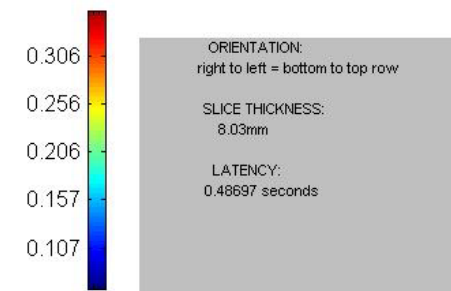 0.306
0.256
0.206
0.157
0.107
ORIENTATION:
right to left = bottom to top row
SLICE THICKNESS:
8.03mm
LATENCY:
0.48697 seconds